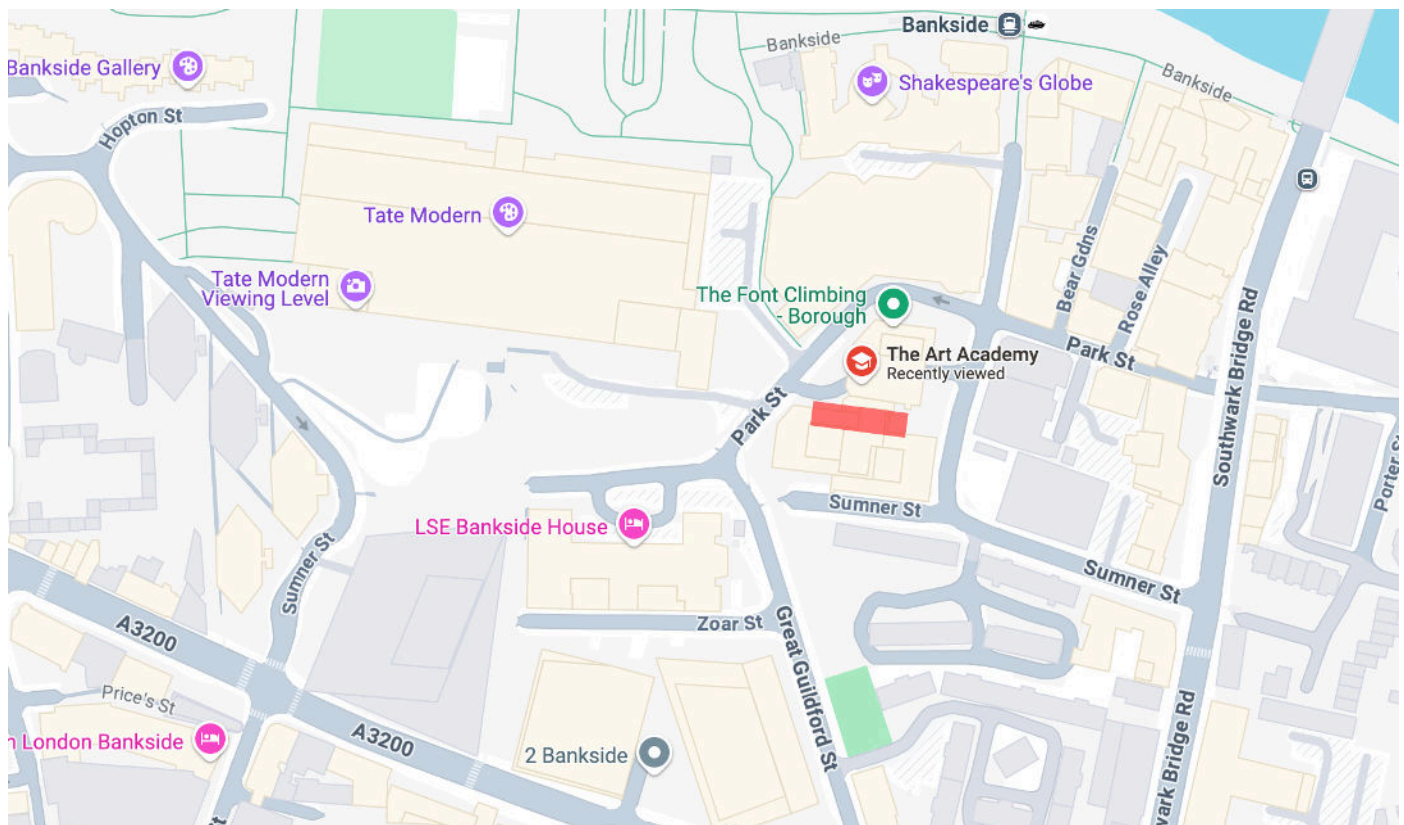 Bankside
Bankside
Bankside Gallery
Shakespeare's Globe
Bankside
Hopton St
Tate Modern
Bear Gdns
Rose Alley
Tate Modern
Viewing Level
The Font Climbing
- Borough
Southwark Bridge Rd
The Art Academy
Recently viewed
Park St
Park St
Porter St
Sumner St
LSE Bankside House
Sumner St
Sumner St
A3200
Zoar St
Great Guildford St
Price's St
n London Bankside
A3200
2 Bankside
wark Bridge Rd
t